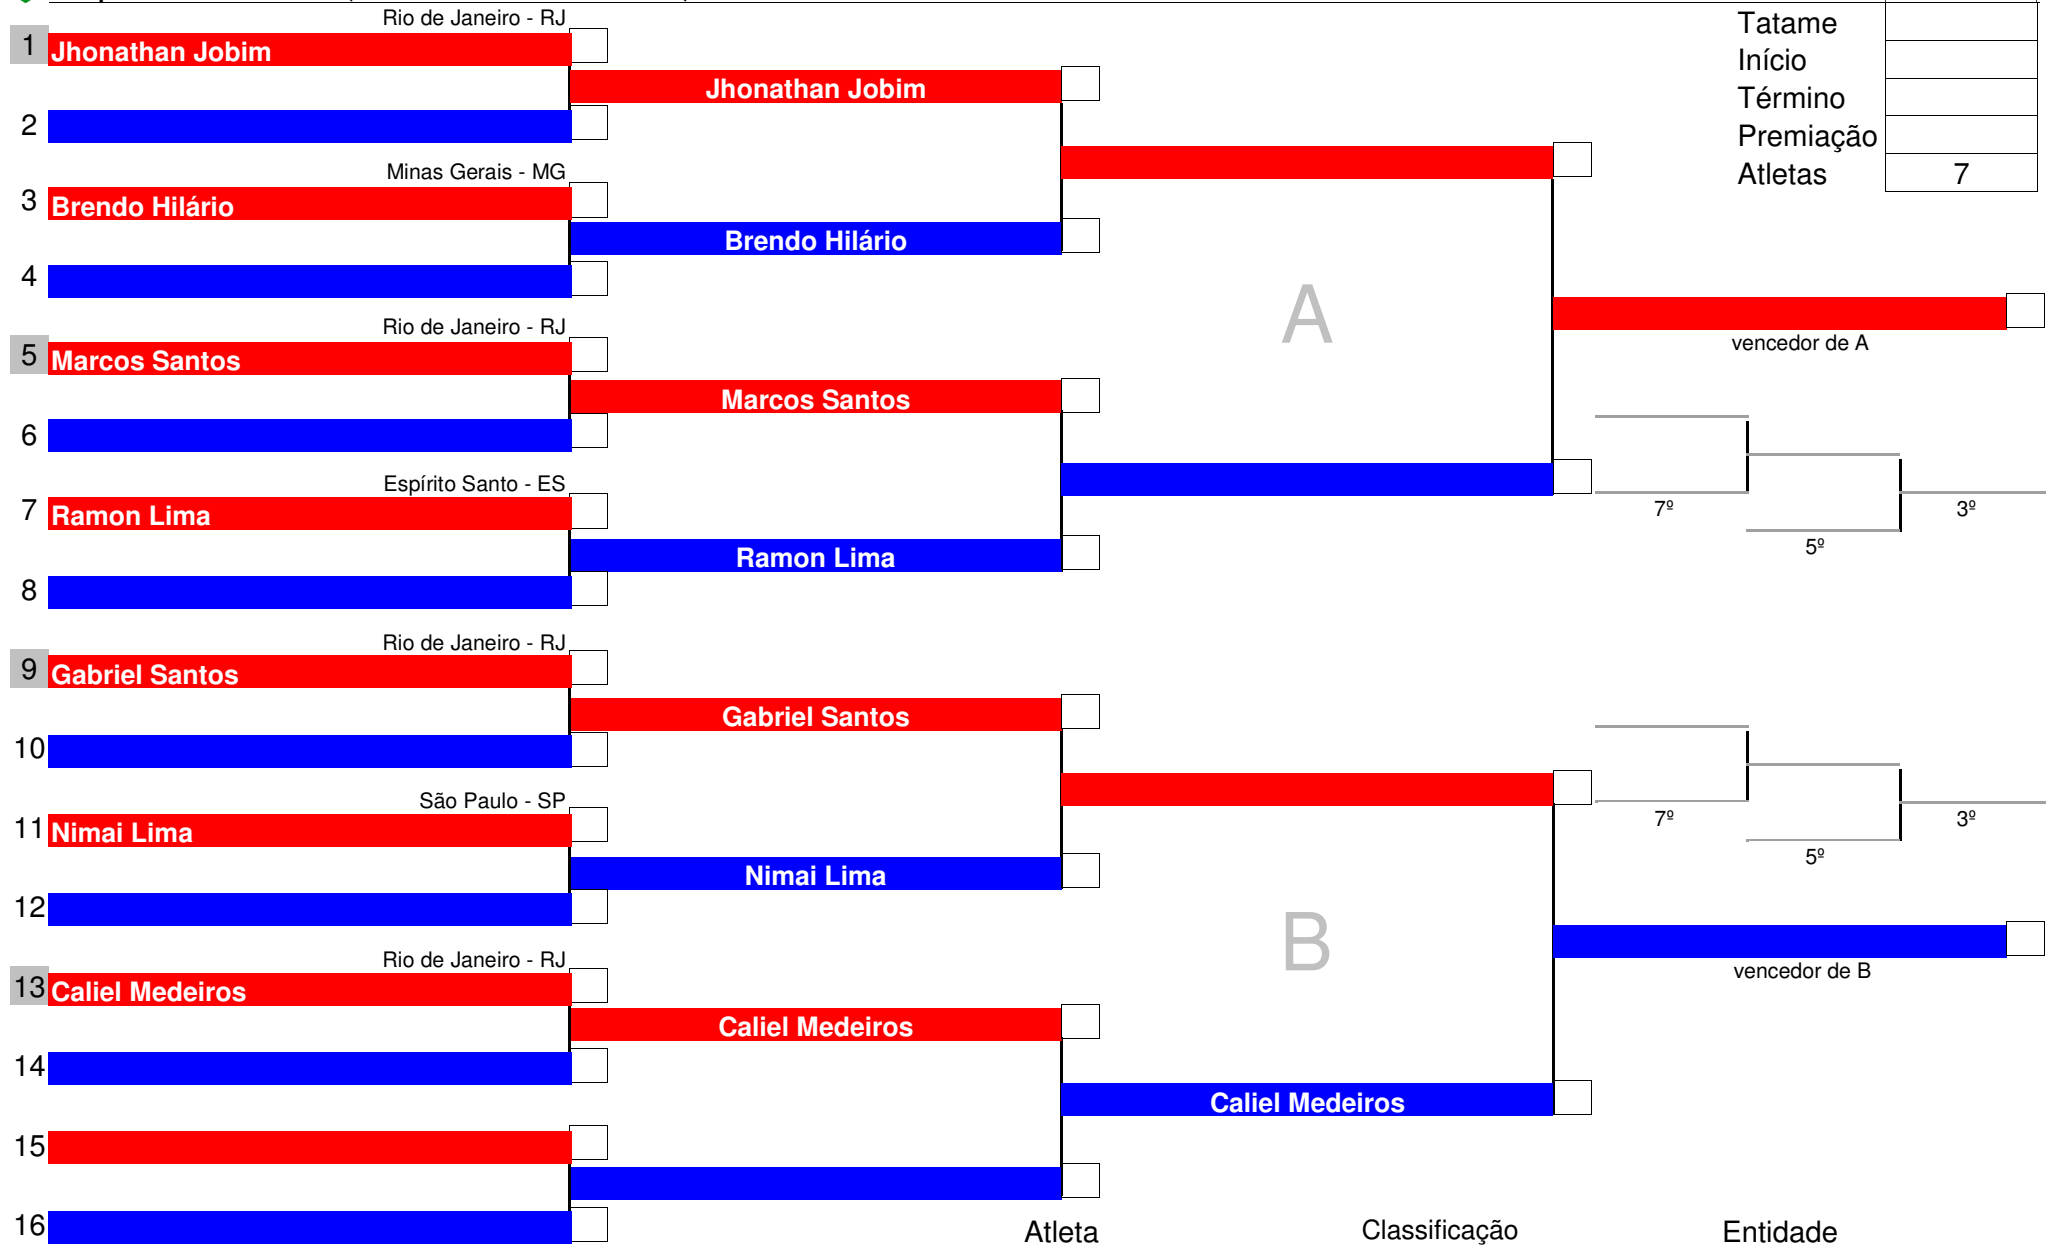 Rio de Janeiro - RJ
1 Jhonathan Jobim
Jhonathan Jobim
2
Minas Gerais - MG
3 Brendo Hilário
Brendo Hilário
4
Rio de Janeiro - RJ
5 Marcos Santos
Marcos Santos
6
Espírito Santo - ES
7 Ramon Lima
Ramon Lima
8
Rio de Janeiro - RJ
9 Gabriel Santos
Gabriel Santos
10
São Paulo - SP
11 Nimai Lima
Nimai Lima
12
Rio de Janeiro - RJ
13 Caliel Medeiros
Caliel Medeiros
14
Caliel Medeiros
15
16
A
B
Tatame
Início
Término
Premiação
Atletas 7
vencedor de A
7º
5º
3º
7º
5º
3º
vencedor de B
Atleta Classificação Entidade